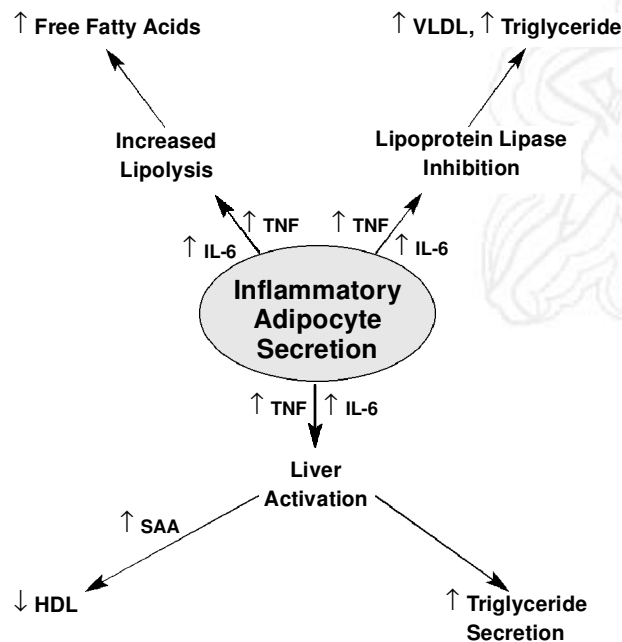 ↑ Free Fatty Acids
↑ VLDL, ↑ Triglyceride
Increased
Lipolysis
Lipoprotein Lipase
Inhibition
↑ TNF
↑ IL-6
↑ TNF
↑ IL-6
Inflammatory
Adipocyte
Secretion
↑ TNF
↑ IL-6
Liver
Activation
↑ SAA
↓ HDL
↑ Triglyceride
Secretion